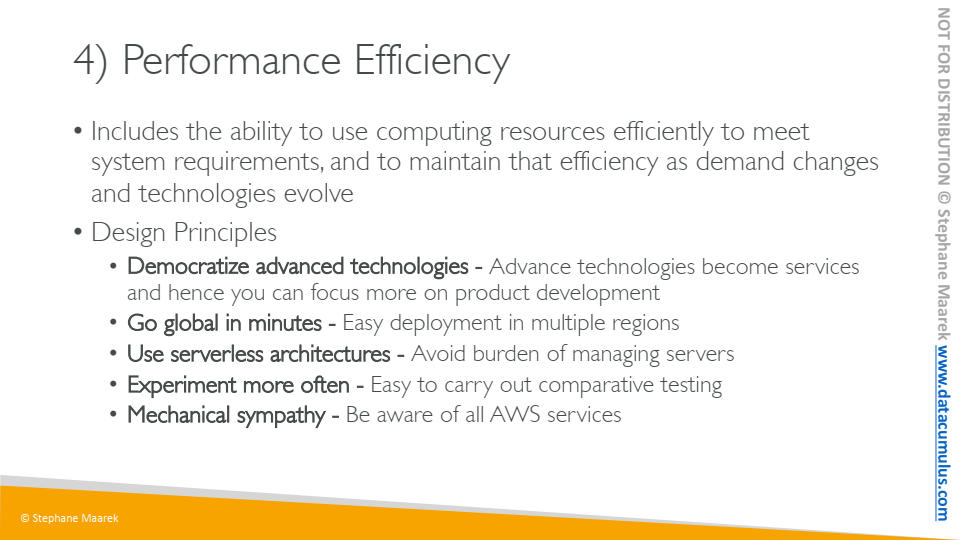 4) Performance Efficiency
• Includes the ability to use computing resources efficiently to meet
system requirements, and to maintain that efficiency as demand changes
and technologies evolve
• Design Principles
• Democratize advanced technologies - Advance technologies become services
and hence you can focus more on product development
• Go global in minutes - Easy deployment in multiple regions
• Use serverless architectures - Avoid burden of managing servers
• Experiment more often - Easy to carry out comparative testing
• Mechanical sympathy - Be aware of all AWS services
© Stephane Maarek
NOT FOR DISTRIBUTION © Stephane Maarek www.datacumulus.com